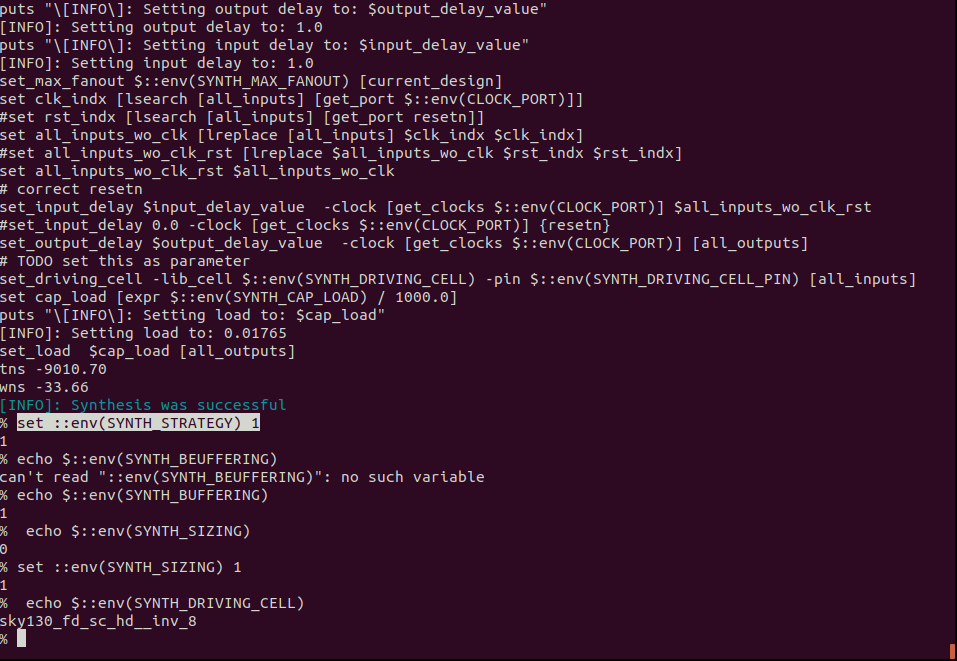 puts "\[INFO\]: Setting output delay to: $output_delay_value"
[INFO]: Setting output delay to: 1.0
puts "\[INFO\]: Setting input delay to: $input_delay_value"
[INFO]: Setting input delay to: 1.0
set_max_fanout $::env(SYNTH_MAX_FANOUT) [current_design]
set clk_indx [lsearch [all_inputs] [get_port $::env(CLOCK_PORT)]]
#set rst_indx [lsearch [all_inputs] [get_port resetn]]
set all_inputs_wo_clk [lreplace [all_inputs] $clk_indx $clk_indx]
#set all_inputs_wo_clk_rst [lreplace $all_inputs_wo_clk $rst_indx $rst_indx]
set all_inputs_wo_clk_rst $all_inputs_wo_clk
# correct resetn
set_input_delay $input_delay_value  -clock [get_clocks $::env(CLOCK_PORT)] $all_inputs_wo_clk_rst
#set_input_delay 0.0 -clock [get_clocks $::env(CLOCK_PORT)] {resetn}
set_output_delay $output_delay_value  -clock [get_clocks $::env(CLOCK_PORT)] [all_outputs]
# TODO set this as parameter
set_driving_cell -lib_cell $::env(SYNTH_DRIVING_CELL) -pin $::env(SYNTH_DRIVING_CELL_PIN) [all_inputs]
set cap_load [expr $::env(SYNTH_CAP_LOAD) / 1000.0]
puts "\[INFO\]: Setting load to: $cap_load"
[INFO]: Setting load to: 0.01765
set_load  $cap_load [all_outputs]
tns -9010.70
wns -33.66
[INFO]: Synthesis was successful
% set ::env(SYNTH_STRATEGY) 1
1
% echo $::env(SYNTH_BEUFFERING)
can't read "::env(SYNTH_BEUFFERING)": no such variable
% echo $::env(SYNTH_BUFFERING)
1
%  echo $::env(SYNTH_SIZING)
0
% set ::env(SYNTH_SIZING) 1
1
%  echo $::env(SYNTH_DRIVING_CELL)
sky130_fd_sc_hd__inv_8
%